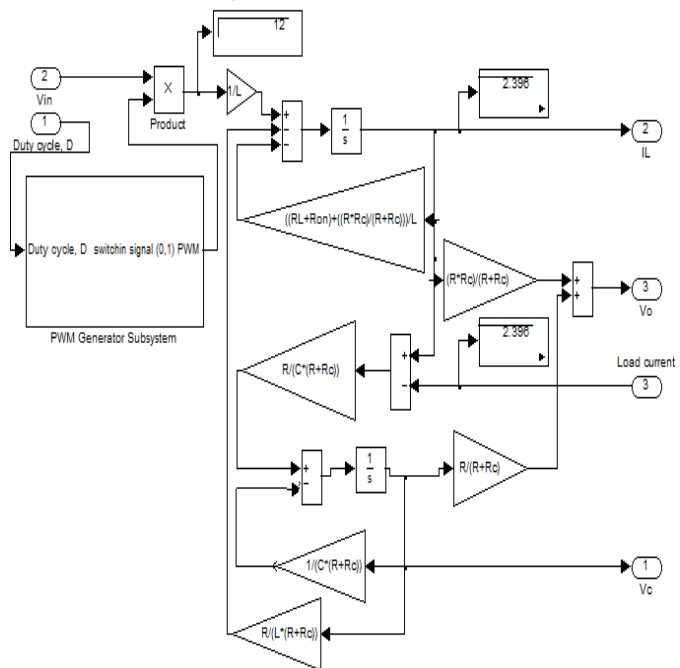 12
2
Vin
X
1/L
Product
1
Duty cycle, D
+
−
−
1
s
2.396
2
IL
((RL+Ron)+((R*Rc)/(R+Rc)))/L
Duty cycle, D switchin signal (0,1) PWM
PWM Generator Subsystem
(R*Rc)/(R+Rc)
+
+
3
Vo
2.396
Load current
3
R/(C*(R+Rc))
+
−
+
−
1
s
R/(R+Rc)
1/(C*(R+Rc))
1
Vc
R/(L*(R+Rc))